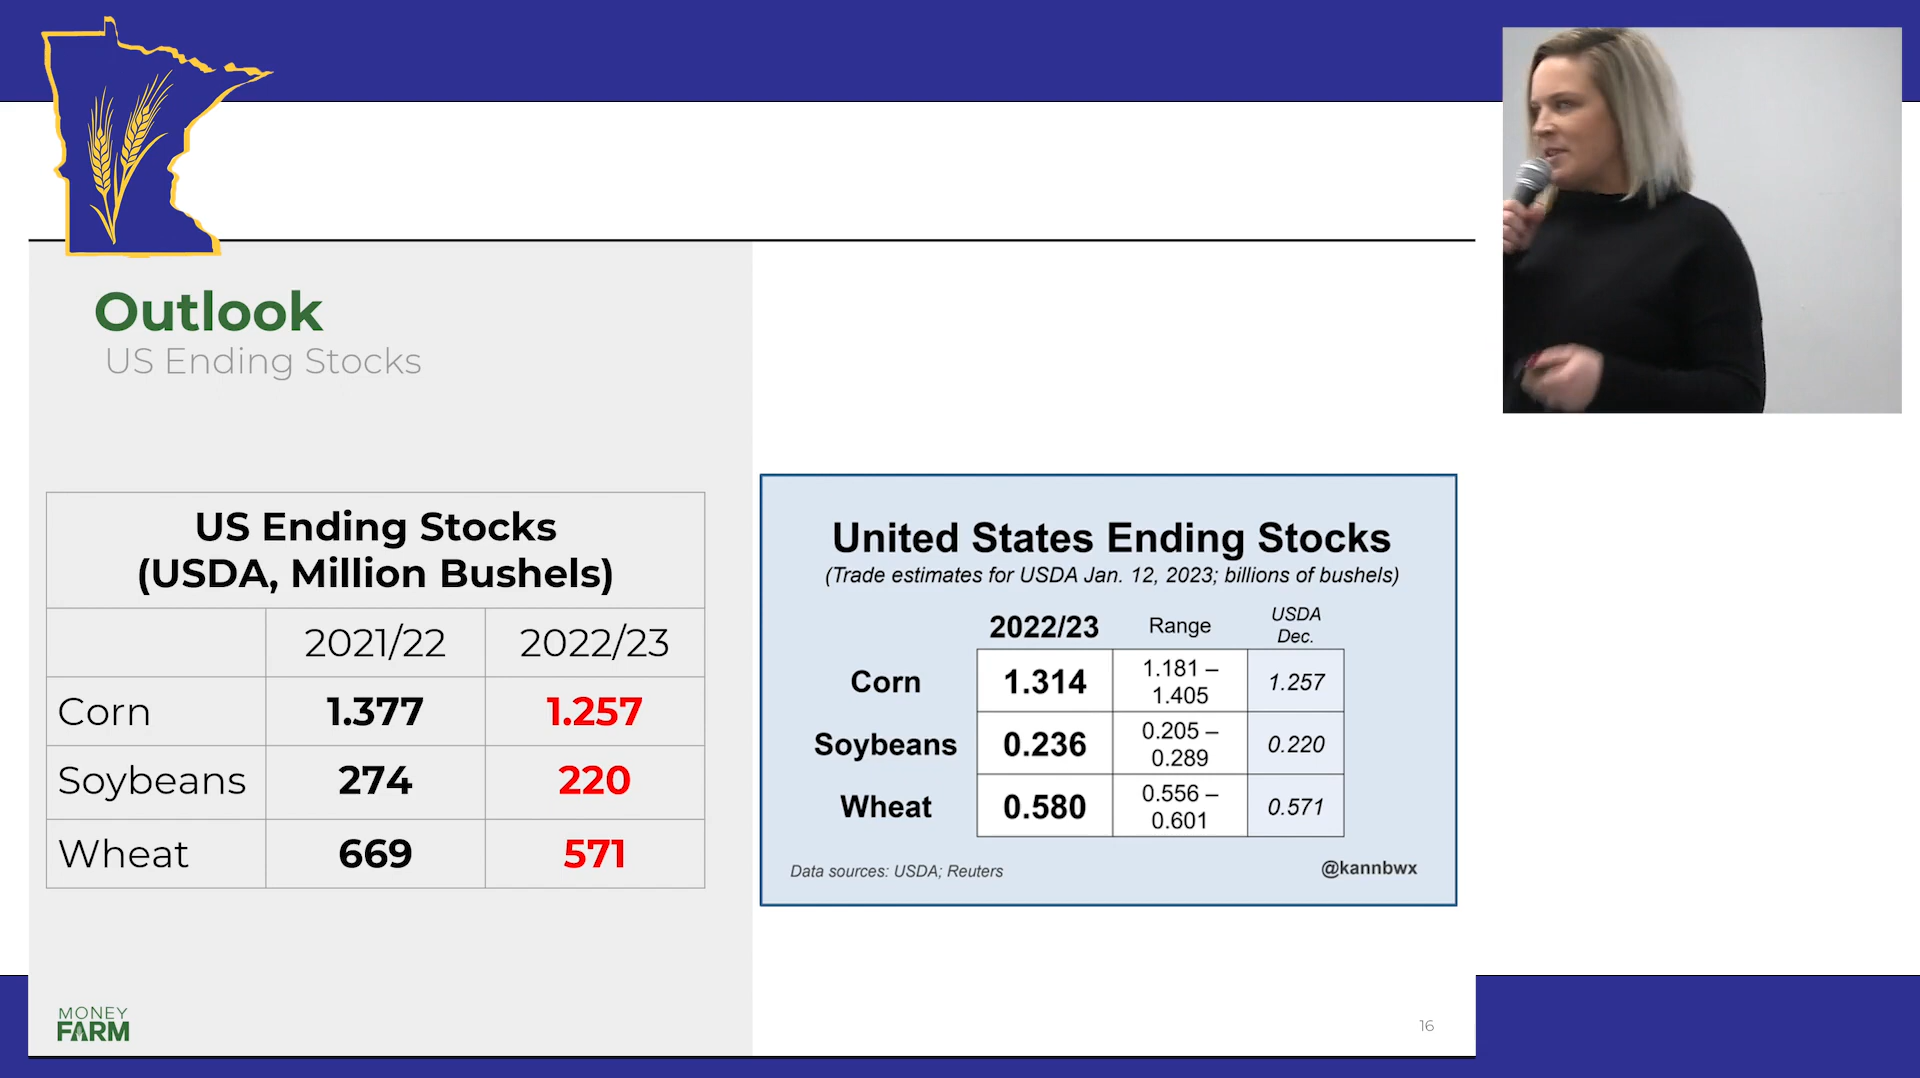 Outlook
US Ending Stocks
US Ending Stocks
(USDA, Million Bushels)
2021/22 2022/23
Corn 1.377 1.257
Soybeans 274 220
Wheat 669 571
United States Ending Stocks
(Trade estimates for USDA Jan. 12, 2023; billions of bushels)
2022/23 Range USDA
Dec.
Corn 1.314 1.181 –
1.405 1.257
Soybeans 0.236 0.205 –
0.289 0.220
Wheat 0.580 0.556 –
0.601 0.571
Data sources: USDA; Reuters @kannbwx
MONEY
FARM
16